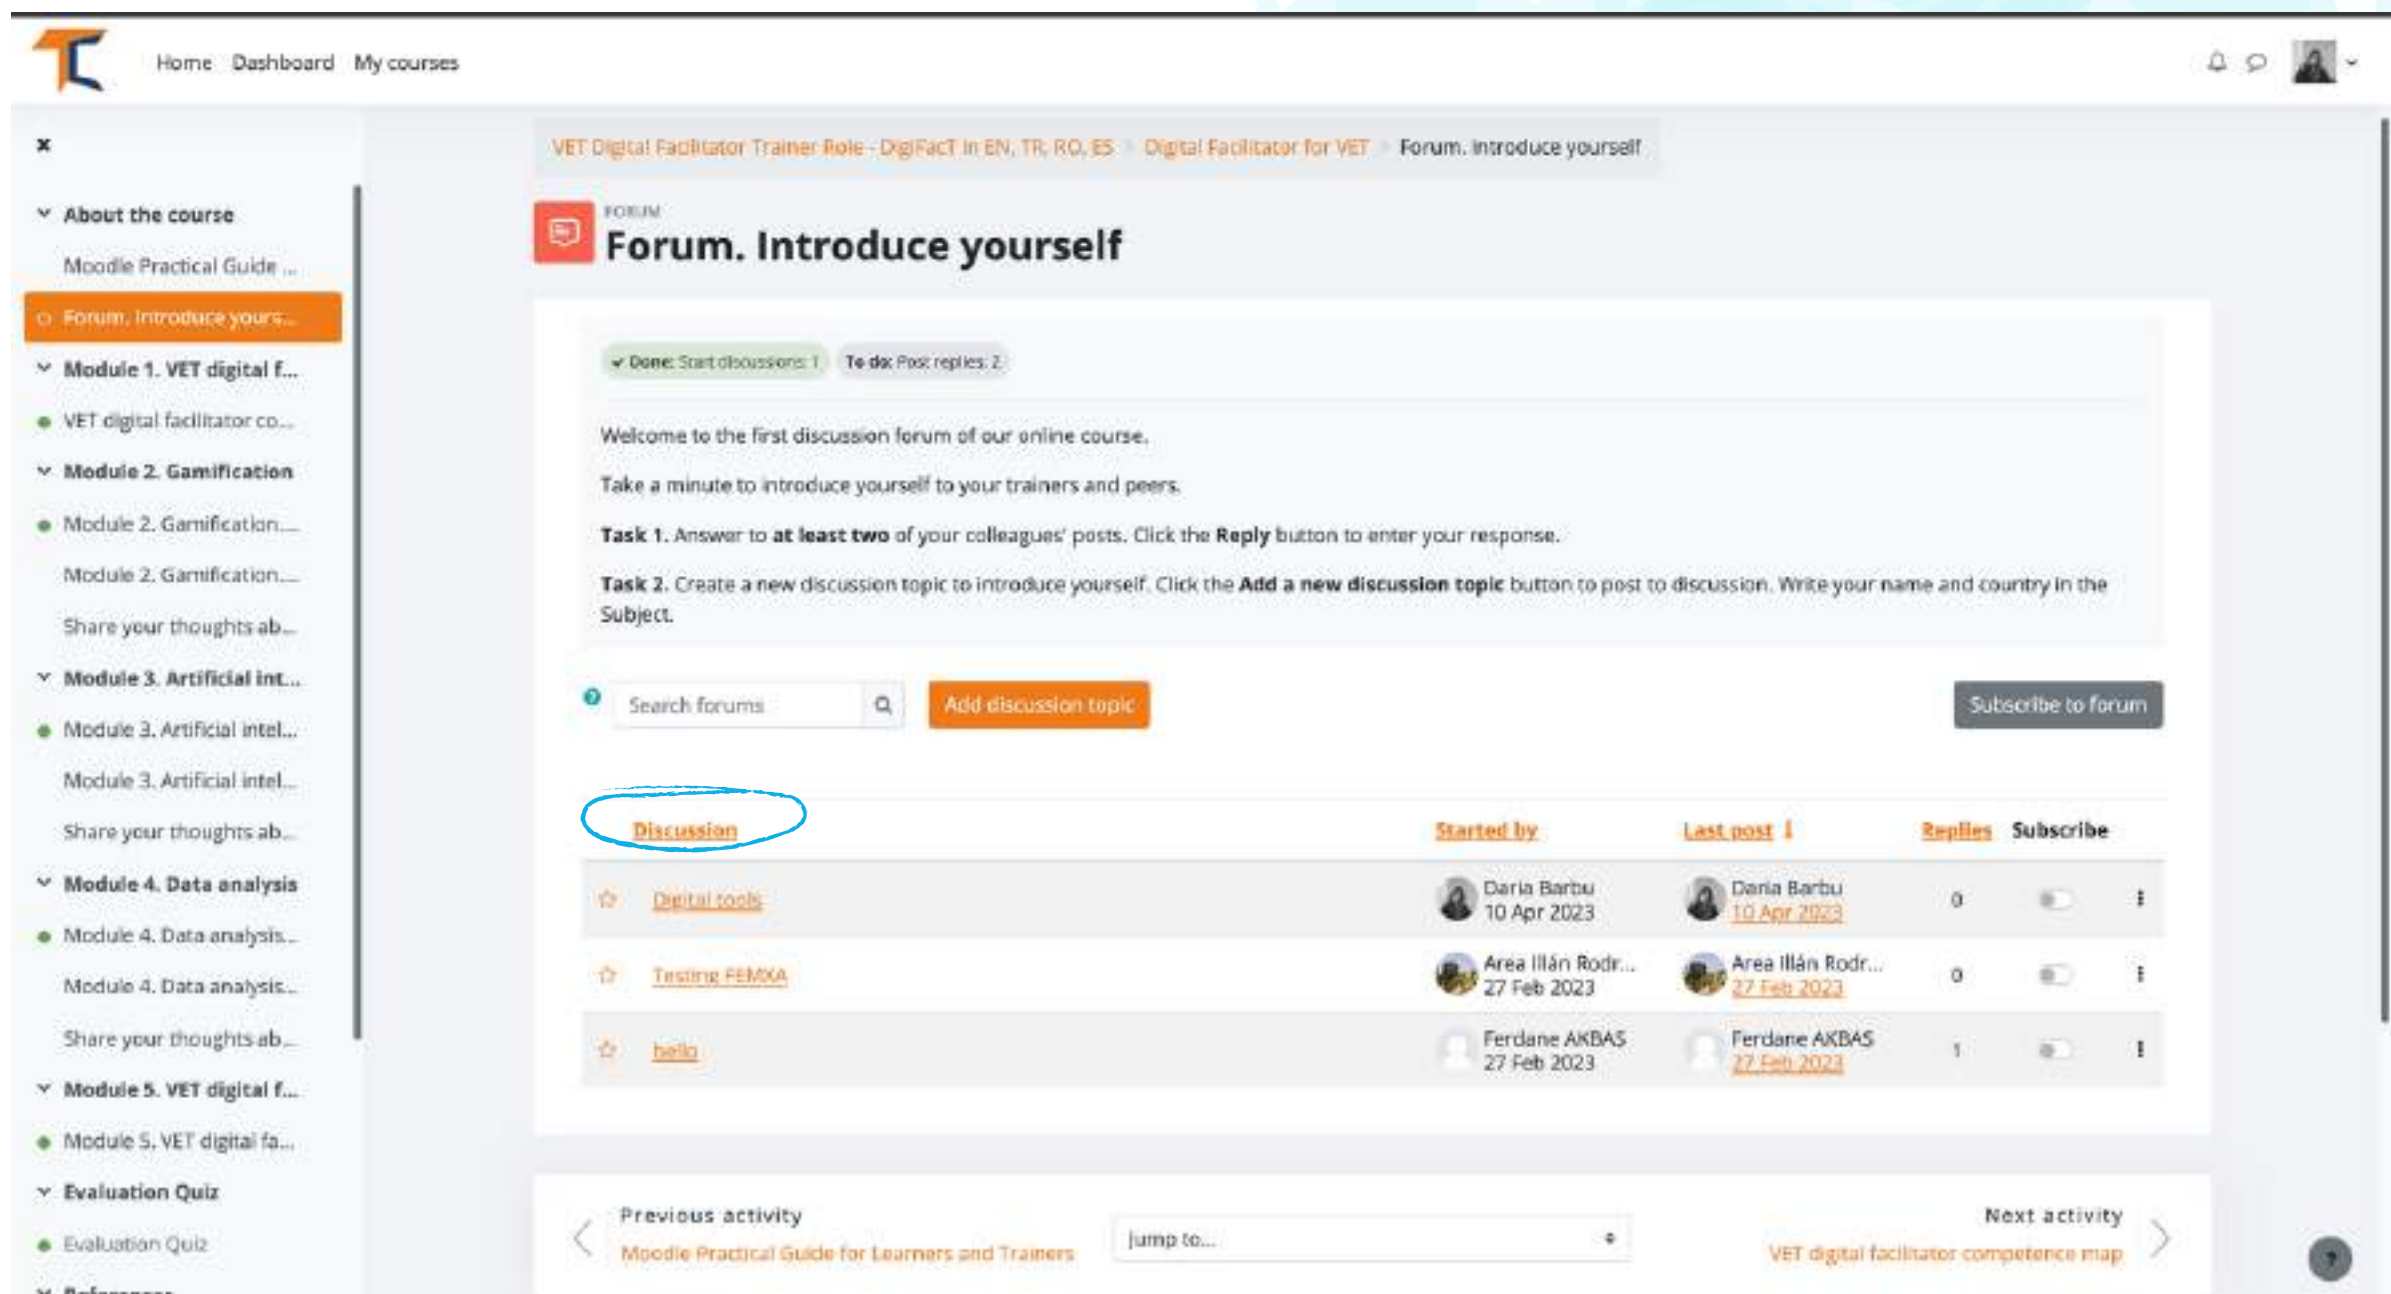 Home Dashboard My courses
VET Digital Facilitator Trainer Role - DigiFacT in EN, TR, RO, ES
Digital Facilitator for VET
Forum. Introduce yourself
About the course
Moodle Practical Guide ...
Forum. Introduce yours...
Module 1. VET digital f...
VET digital facilitator co...
Module 2. Gamification
Module 2. Gamification....
Module 2. Gamification....
Share your thoughts ab...
Module 3. Artificial int...
Module 3. Artificial intel...
Module 3. Artificial intel...
Share your thoughts ab...
Module 4. Data analysis
Module 4. Data analysis...
Module 4. Data analysis...
Share your thoughts ab...
Module 5. VET digital f...
Module 5. VET digital fa...
Evaluation Quiz
Evaluation Quiz
References
FORUM
Forum. Introduce yourself
Done: Start discussions: 1 To do: Post replies: 2
Welcome to the first discussion forum of our online course.
Take a minute to introduce yourself to your trainers and peers.
Task 1. Answer to at least two of your colleagues' posts. Click the Reply button to enter your response.
Task 2. Create a new discussion topic to introduce yourself. Click the Add a new discussion topic button to post to discussion. Write your name and country in the
Subject.
Search forums
Add discussion topic
Subscribe to forum
Discussion Started by Last post Replies Subscribe
Digital tools Daria Barbu Daria Barbu 0
10 Apr 2023 10 Apr 2023
Testing FEMXA Area Illán Rodr... Area Illán Rodr... 0
27 Feb 2023 27 Feb 2023
hello Ferdane AKBAS Ferdane AKBAS 1
27 Feb 2023 27 Feb 2023
Previous activity
Moodle Practical Guide for Learners and Trainers
Jump to...
Next activity
VET digital facilitator competence map